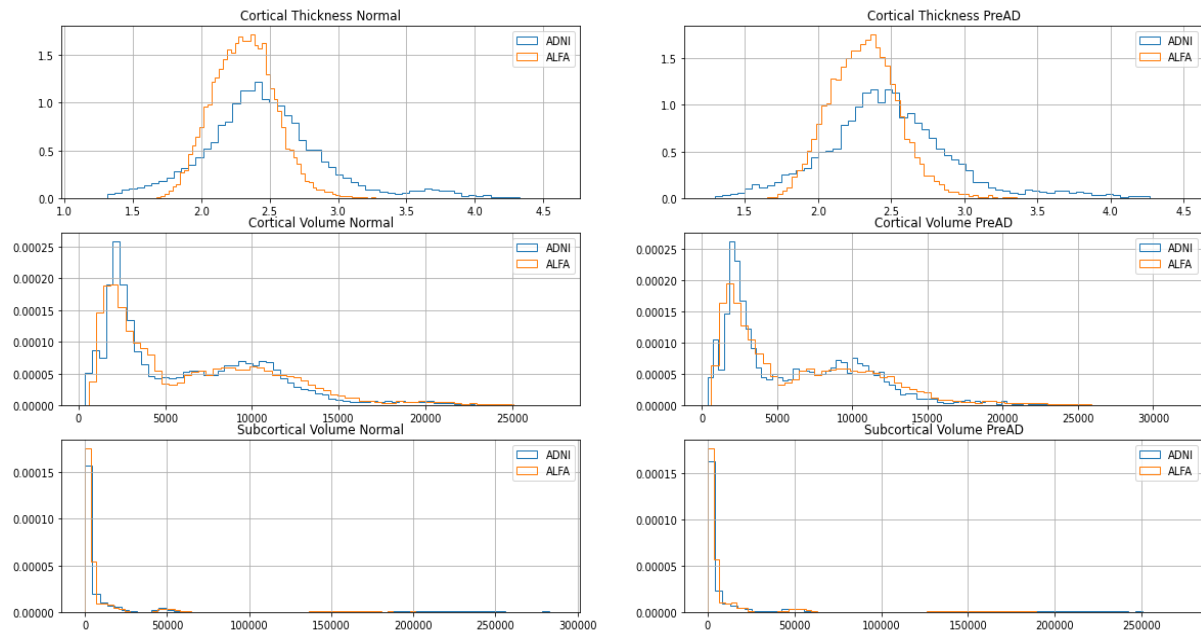 Cortical Thickness Normal
ADNI
ALFA
1.5
1.0
0.5
0.0
1.0 1.5 2.0 2.5 3.0 3.5 4.0 4.5
Cortical Thickness PreAD
ADNI
ALFA
1.5
1.0
0.5
0.0
1.5 2.0 2.5 3.0 3.5 4.0 4.5
Cortical Volume Normal
ADNI
ALFA
0.00025
0.00020
0.00015
0.00010
0.00005
0.00000
0 5000 10000 15000 20000 25000
Cortical Volume PreAD
ADNI
ALFA
0.00025
0.00020
0.00015
0.00010
0.00005
0.00000
0 5000 10000 15000 20000 25000 30000
Subcortical Volume Normal
ADNI
ALFA
0.00015
0.00010
0.00005
0.00000
0 50000 100000 150000 200000 250000 300000
Subcortical Volume PreAD
ADNI
ALFA
0.00015
0.00010
0.00005
0.00000
0 50000 100000 150000 200000 250000